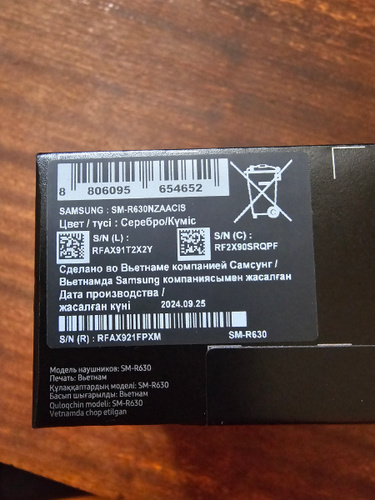 8 806095 654652
SAMSUNG : SM-R630NZAACIS
Цвет / түсі : Серебро/Күміс
S/N (L) :
RFAX91T2X2Y
S/N (C) :
RF2X90SRQPF
Сделано во Вьетнаме компанией Самсунг /
Вьетнамда Samsung компаниясымен жасалған
Дата производства /
жасалған күні
2024.09.25
S/N (R) : RFAX921FPXM
SM-R630
Модель наушников: SM-R630
Печать: Вьетнам
Құлаққаптардың моделі: SM-R630
Басып шығарылды: Вьетнам
Quloqchin modeli: SM-R630
Vetnamda chop etilgan